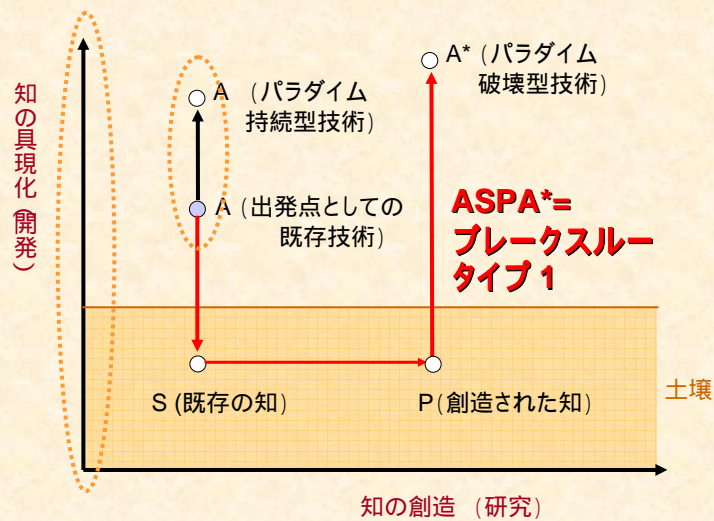 知の具現化（開発）
A （パラダイム
持続型技術）
A （出発点としての
既存技術）
A* （パラダイム
破壊型技術）
ASPA*=
ブレークスルー
タイプ 1
S (既存の知）
P（創造された知）
土壌
知の創造 （研究）